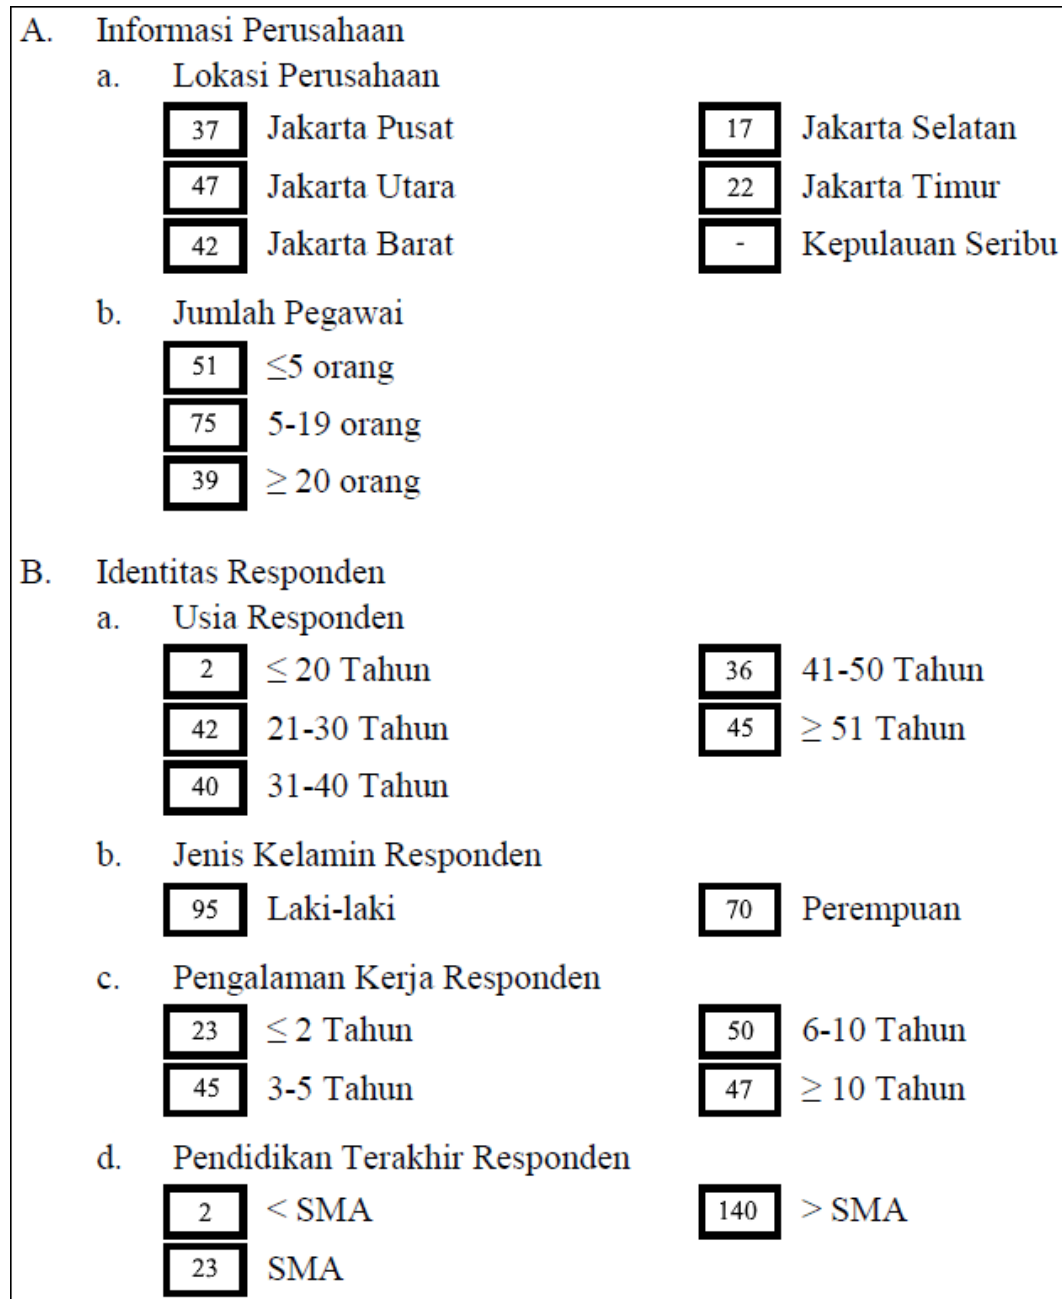 A. Informasi Perusahaan
a. Lokasi Perusahaan
37 Jakarta Pusat 17 Jakarta Selatan
47 Jakarta Utara 22 Jakarta Timur
42 Jakarta Barat - Kepulauan Seribu
b. Jumlah Pegawai
51 ≤5 orang
75 5-19 orang
39 ≥ 20 orang
B. Identitas Responden
a. Usia Responden
2 ≤ 20 Tahun 36 41-50 Tahun
42 21-30 Tahun 45 ≥ 51 Tahun
40 31-40 Tahun
b. Jenis Kelamin Responden
95 Laki-laki 70 Perempuan
c. Pengalaman Kerja Responden
23 ≤ 2 Tahun 50 6-10 Tahun
45 3-5 Tahun 47 ≥ 10 Tahun
d. Pendidikan Terakhir Responden
2 < SMA 140 > SMA
23 SMA